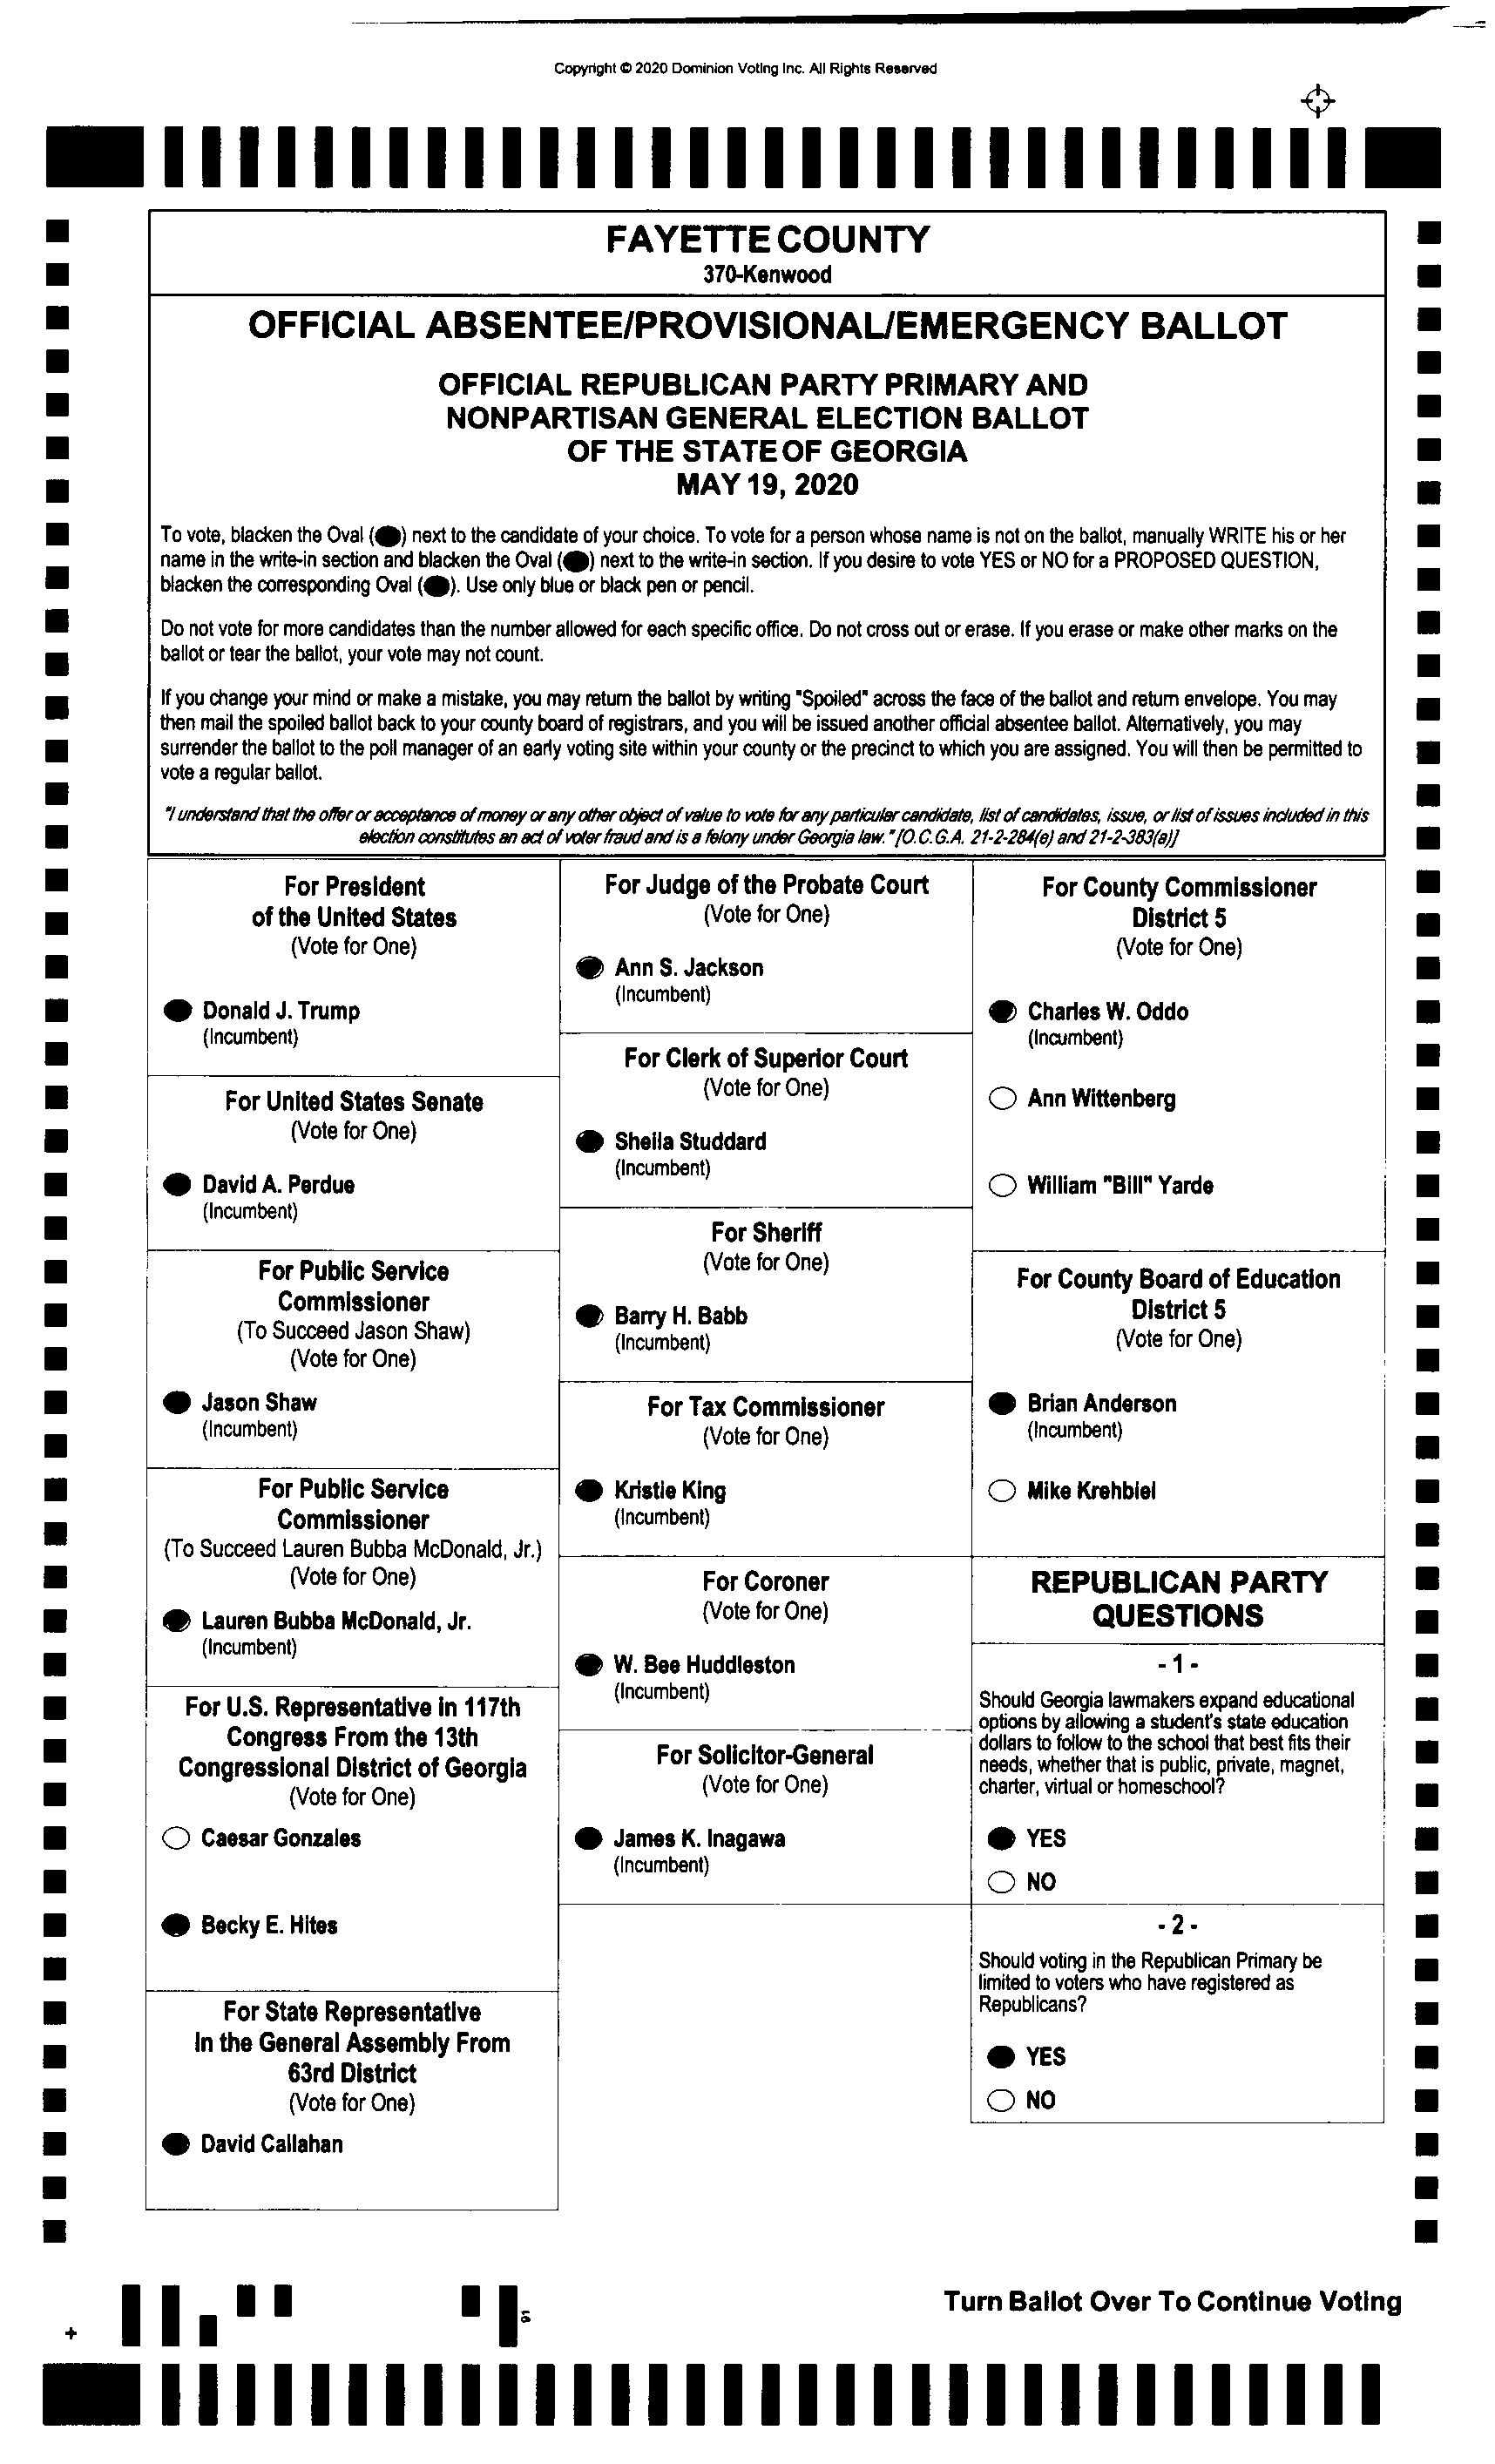 Copyright © 2020 Dominion Voting Inc. All Rights Reserved
FAYETTE COUNTY
370-Kenwood
OFFICIAL ABSENTEE/PROVISIONAL/EMERGENCY BALLOT
OFFICIAL REPUBLICAN PARTY PRIMARY AND
NONPARTISAN GENERAL ELECTION BALLOT
OF THE STATE OF GEORGIA
MAY 19, 2020
To vote, blacken the Oval (●) next to the candidate of your choice. To vote for a person whose name is not on the ballot, manually WRITE his or her
name in the write-in section and blacken the Oval (●) next to the write-in section. If you desire to vote YES or NO for a PROPOSED QUESTION,
blacken the corresponding Oval (●). Use only blue or black pen or pencil.
Do not vote for more candidates than the number allowed for each specific office. Do not cross out or erase. If you erase or make other marks on the
ballot or tear the ballot, your vote may not count.
If you change your mind or make a mistake, you may return the ballot by writing "Spoiled" across the face of the ballot and return envelope. You may
then mail the spoiled ballot back to your county board of registrars, and you will be issued another official absentee ballot. Alternatively, you may
surrender the ballot to the poll manager of an early voting site within your county or the precinct to which you are assigned. You will then be permitted to
vote a regular ballot.
"I understand that the offer or acceptance of money or any other object of value to vote for any particular candidate, list of candidates, issue, or list of issues included in this
election constitutes an act of voter fraud and is a felony under Georgia law." [O.C.G.A. 21-2-284(e) and 21-2-383(a)]
For President
of the United States
(Vote for One)
Donald J. Trump
(Incumbent)
For United States Senate
(Vote for One)
David A. Perdue
(Incumbent)
For Public Service
Commissioner
(To Succeed Jason Shaw)
(Vote for One)
Jason Shaw
(Incumbent)
For Public Service
Commissioner
(To Succeed Lauren Bubba McDonald, Jr.)
(Vote for One)
Lauren Bubba McDonald, Jr.
(Incumbent)
For U.S. Representative in 117th
Congress From the 13th
Congressional District of Georgia
(Vote for One)
Caesar Gonzales
Becky E. Hites
For State Representative
In the General Assembly From
63rd District
(Vote for One)
David Callahan
For Judge of the Probate Court
(Vote for One)
Ann S. Jackson
(Incumbent)
For Clerk of Superior Court
(Vote for One)
Sheila Studdard
(Incumbent)
For Sheriff
(Vote for One)
Barry H. Babb
(Incumbent)
For Tax Commissioner
(Vote for One)
Kristie King
(Incumbent)
For Coroner
(Vote for One)
W. Bee Huddleston
(Incumbent)
For Solicitor-General
(Vote for One)
James K. Inagawa
(Incumbent)
For County Commissioner
District 5
(Vote for One)
Charles W. Oddo
(Incumbent)
Ann Wittenberg
William "Bill" Yarde
For County Board of Education
District 5
(Vote for One)
Brian Anderson
(Incumbent)
Mike Krehbiel
REPUBLICAN PARTY
QUESTIONS
- 1 -
Should Georgia lawmakers expand educational
options by allowing a student's state education
dollars to follow to the school that best fits their
needs, whether that is public, private, magnet,
charter, virtual or homeschool?
YES
NO
- 2 -
Should voting in the Republican Primary be
limited to voters who have registered as
Republicans?
YES
NO
Turn Ballot Over To Continue Voting